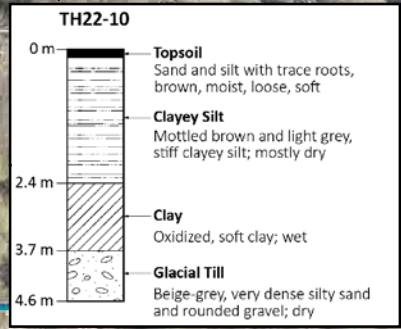 TH22-10
0 m
Topsoil
Sand and silt with trace roots,
brown, moist, loose, soft
Clayey Silt
Mottled brown and light grey,
stiff clayey silt; mostly dry
2.4 m
Clay
Oxidized, soft clay; wet
3.7 m
Glacial Till
Beige-grey, very dense silty sand
and rounded gravel; dry
4.6 m